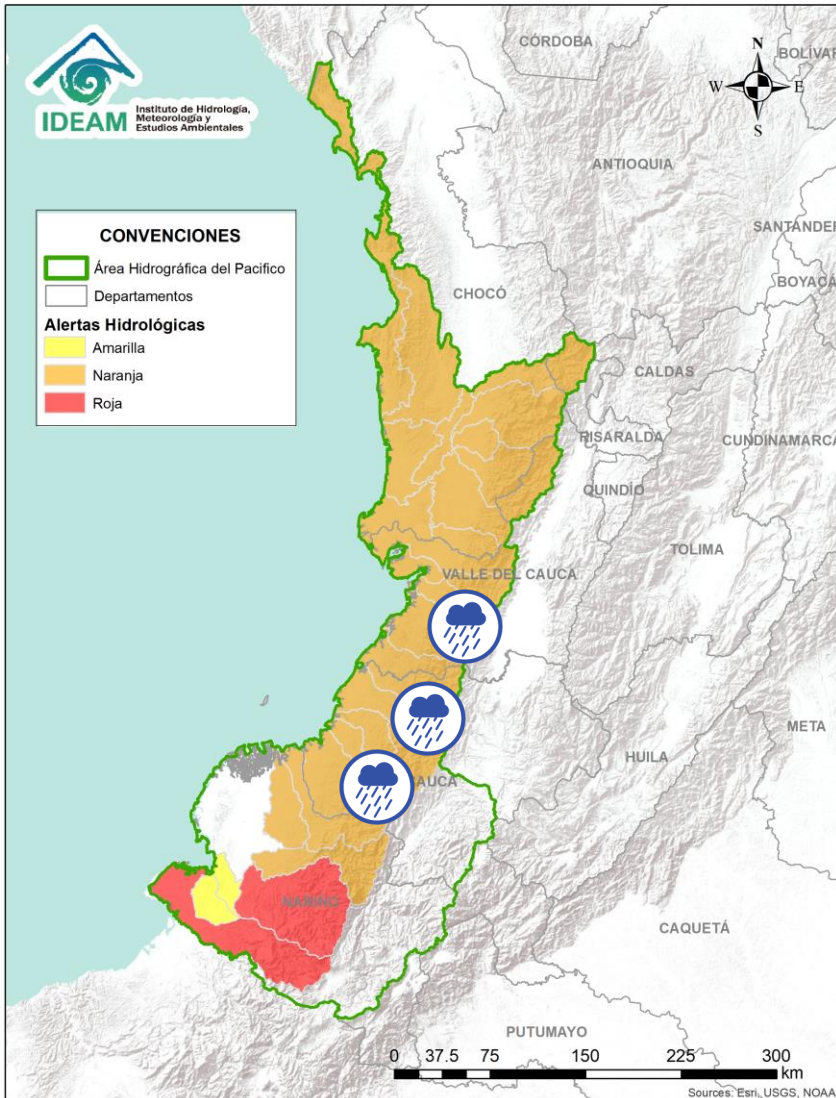 CÓRDOBA
BOLÍVAR
N
W E
S
IDEAM
Instituto de Hidrología,
Meteorología y
Estudios Ambientales
ANTIOQUIA
SANTANDER
BOYACÁ
CONVENCIONES
Área Hidrográfica del Pacifico
Departamentos
Alertas Hidrológicas
Amarilla
Naranja
Roja
CHOCÓ
CALDAS
RISARALDA
CUNDINAMARCA
QUINDÍO
TOLIMA
VALLE DEL CAUCA
META
HUILA
AUCA
NARIÑO
CAQUETÁ
PUTUMAYO
0 37.5 75 150 225 300
km
Sources: Esri, USGS, NOAA